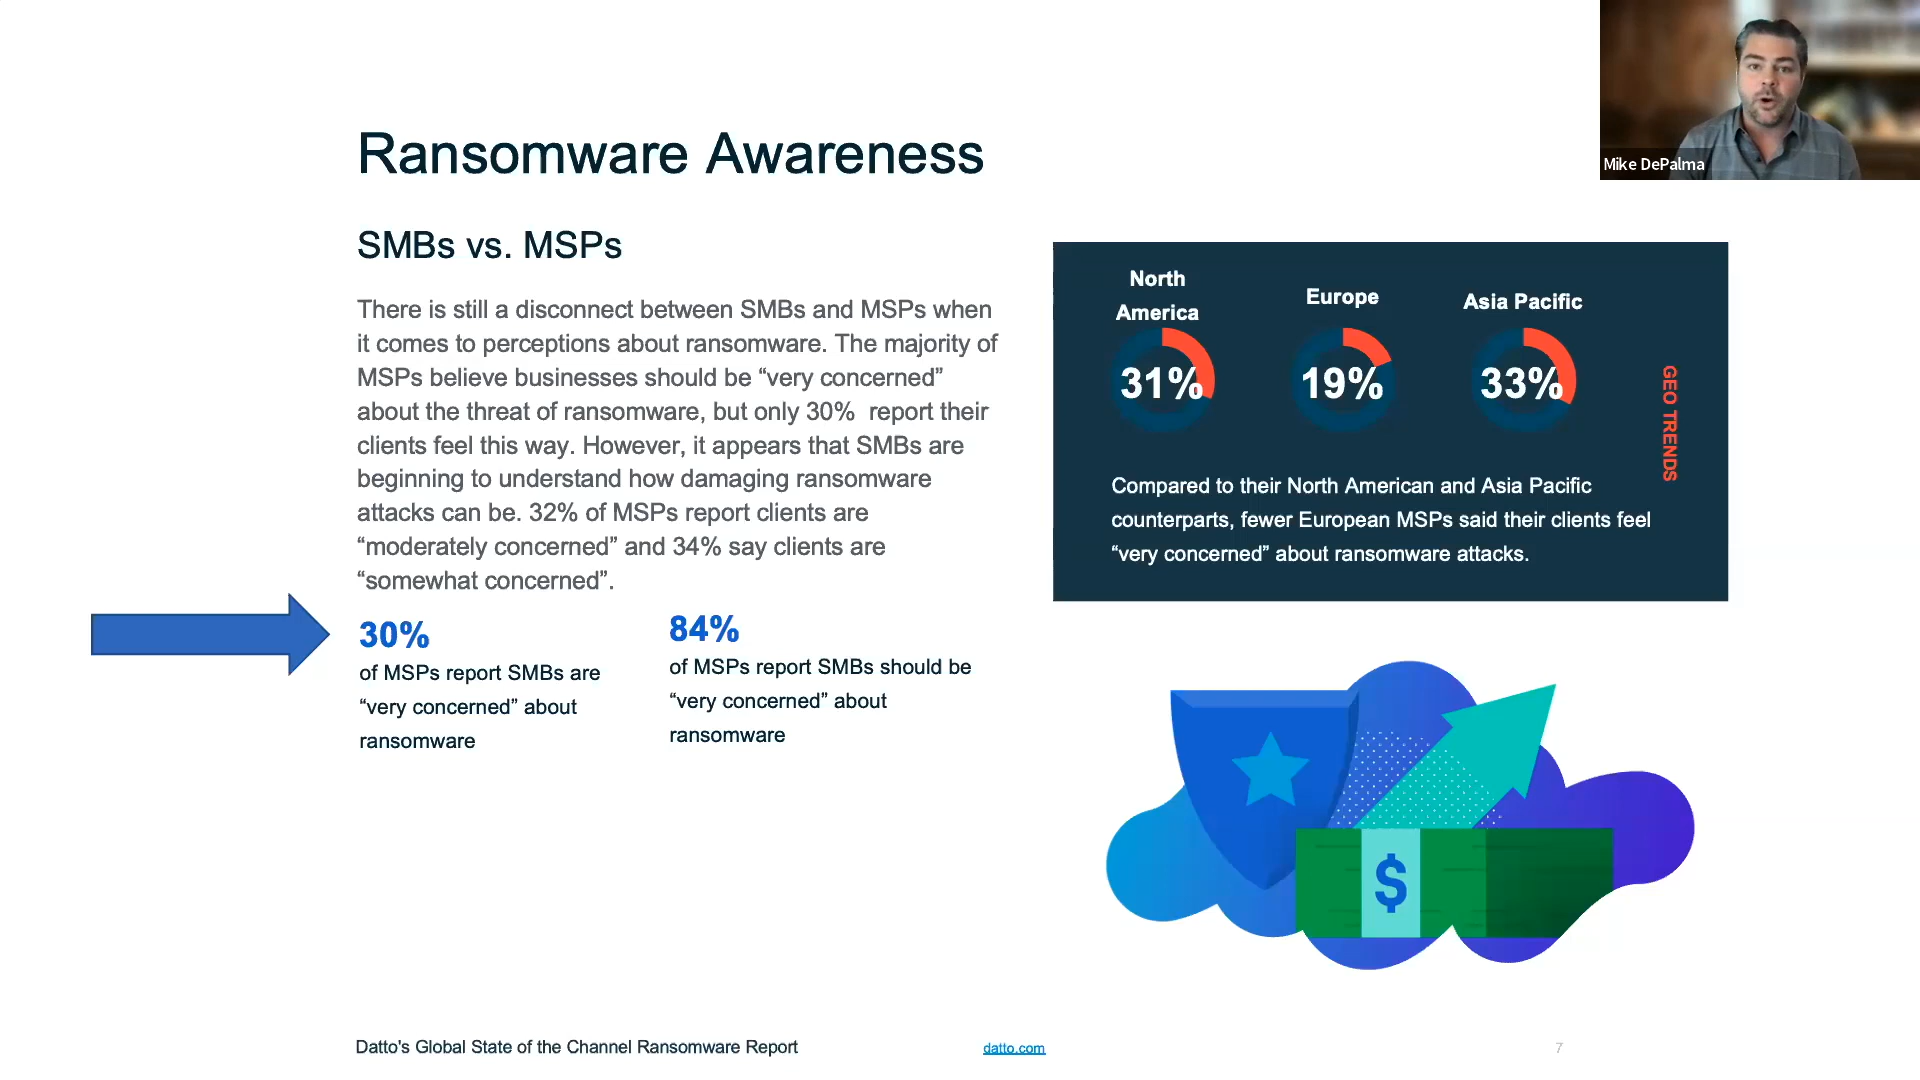 Mike DePalma
Ransomware Awareness
SMBs vs. MSPs
There is still a disconnect between SMBs and MSPs when
it comes to perceptions about ransomware. The majority of
MSPs believe businesses should be “very concerned”
about the threat of ransomware, but only 30%  report their
clients feel this way. However, it appears that SMBs are
beginning to understand how damaging ransomware
attacks can be. 32% of MSPs report clients are
“moderately concerned” and 34% say clients are
“somewhat concerned”.
30%
of MSPs report SMBs are
“very concerned” about
ransomware
84%
of MSPs report SMBs should be
“very concerned” about
ransomware
North
America
31%
Europe
19%
Asia Pacific
33%
GEO TRENDS
Compared to their North American and Asia Pacific
counterparts, fewer European MSPs said their clients feel
“very concerned” about ransomware attacks.
$
Datto's Global State of the Channel Ransomware Report
datto.com
7